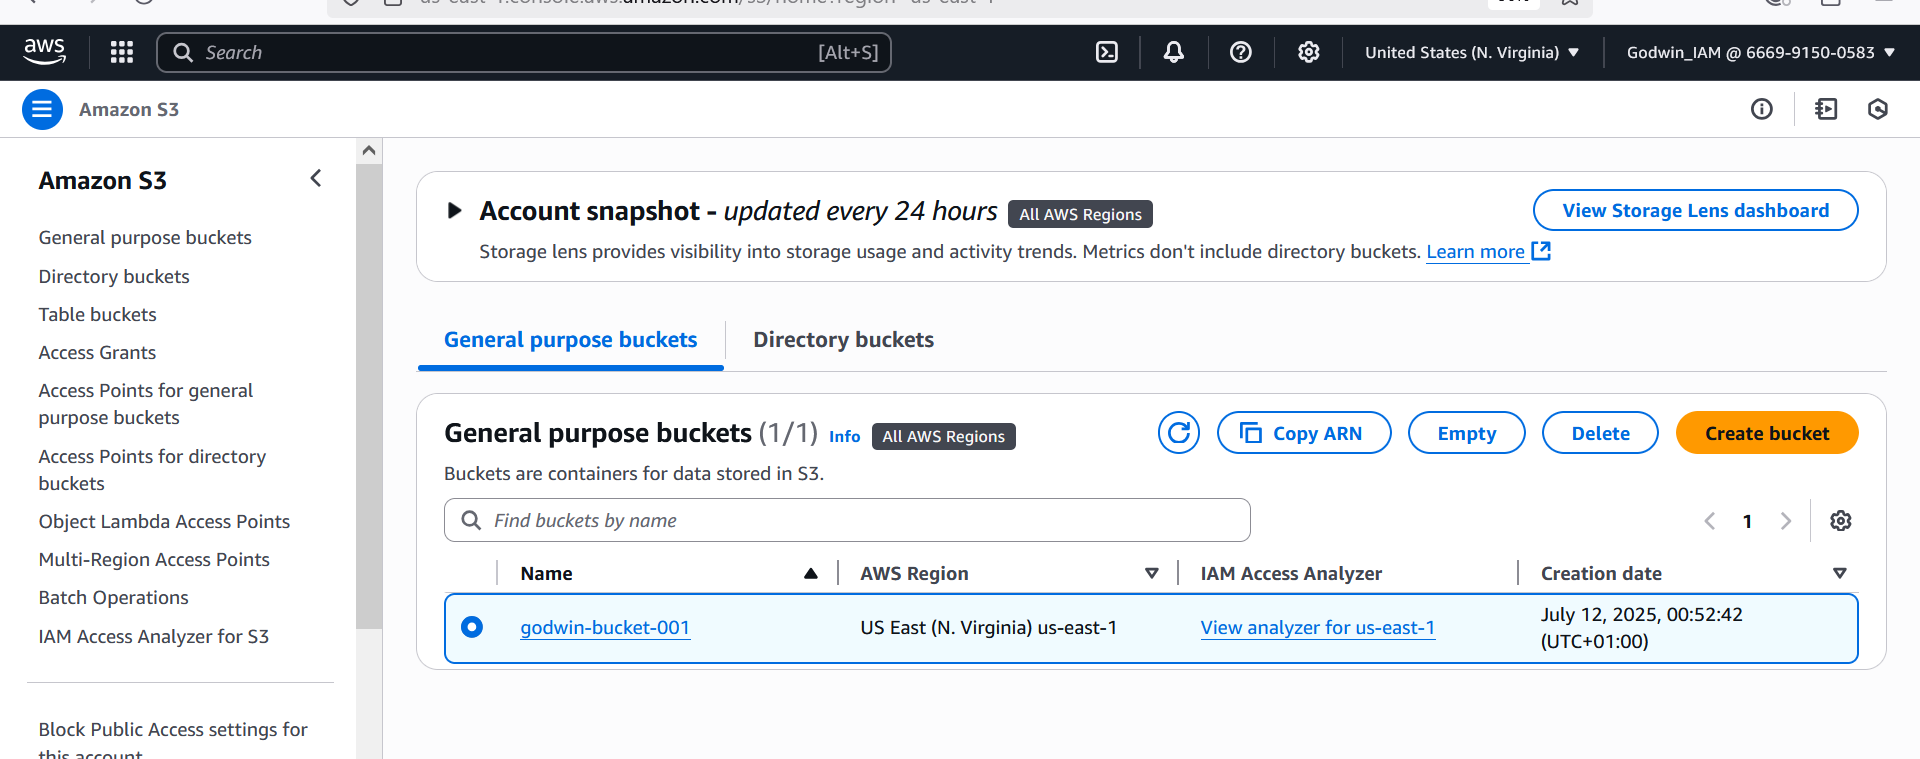 aws
Search
[Alt+S]
United States (N. Virginia)
Godwin_IAM @ 6669-9150-0583
Amazon S3
Amazon S3
General purpose buckets
Directory buckets
Table buckets
Access Grants
Access Points for general
purpose buckets
Access Points for directory
buckets
Object Lambda Access Points
Multi-Region Access Points
Batch Operations
IAM Access Analyzer for S3
Block Public Access settings for
this account
Account snapshot - updated every 24 hours All AWS Regions
View Storage Lens dashboard
Storage lens provides visibility into storage usage and activity trends. Metrics don't include directory buckets. Learn more
General purpose buckets
Directory buckets
General purpose buckets (1/1) Info All AWS Regions
Copy ARN
Empty
Delete
Create bucket
Buckets are containers for data stored in S3.
Find buckets by name
1
Name
AWS Region
IAM Access Analyzer
Creation date
godwin-bucket-001
US East (N. Virginia) us-east-1
View analyzer for us-east-1
July 12, 2025, 00:52:42
(UTC+01:00)